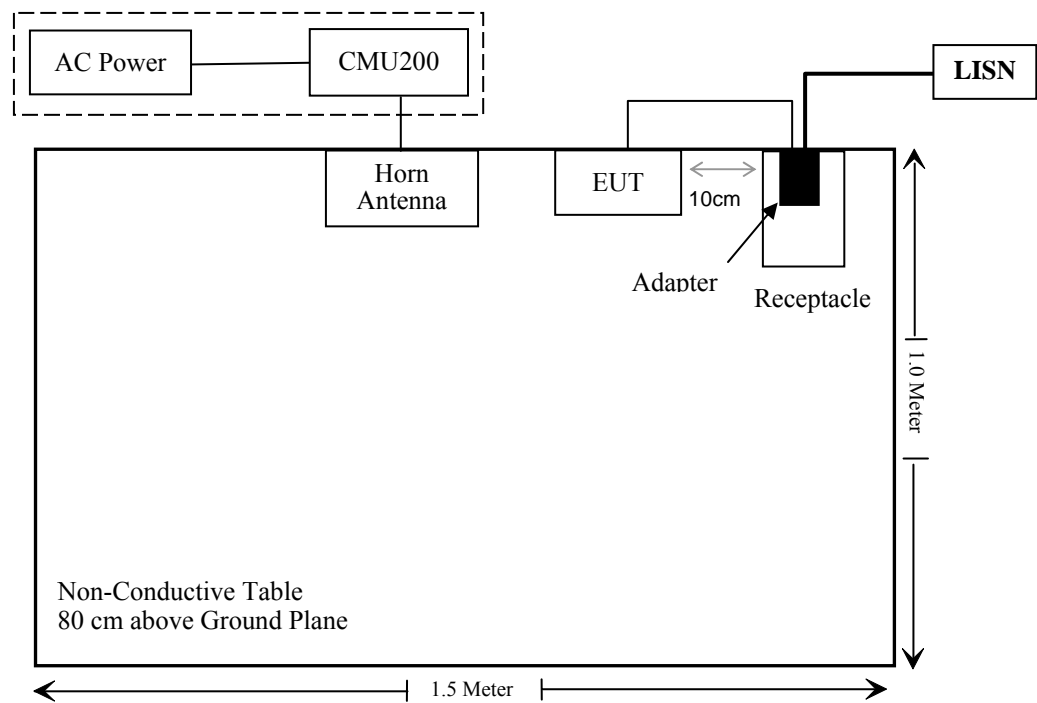 AC Power
CMU200
LISN
Horn
Antenna
EUT
10cm
Adapter
Receptacle
1.0 Meter
Non-Conductive Table
80 cm above Ground Plane
1.5 Meter